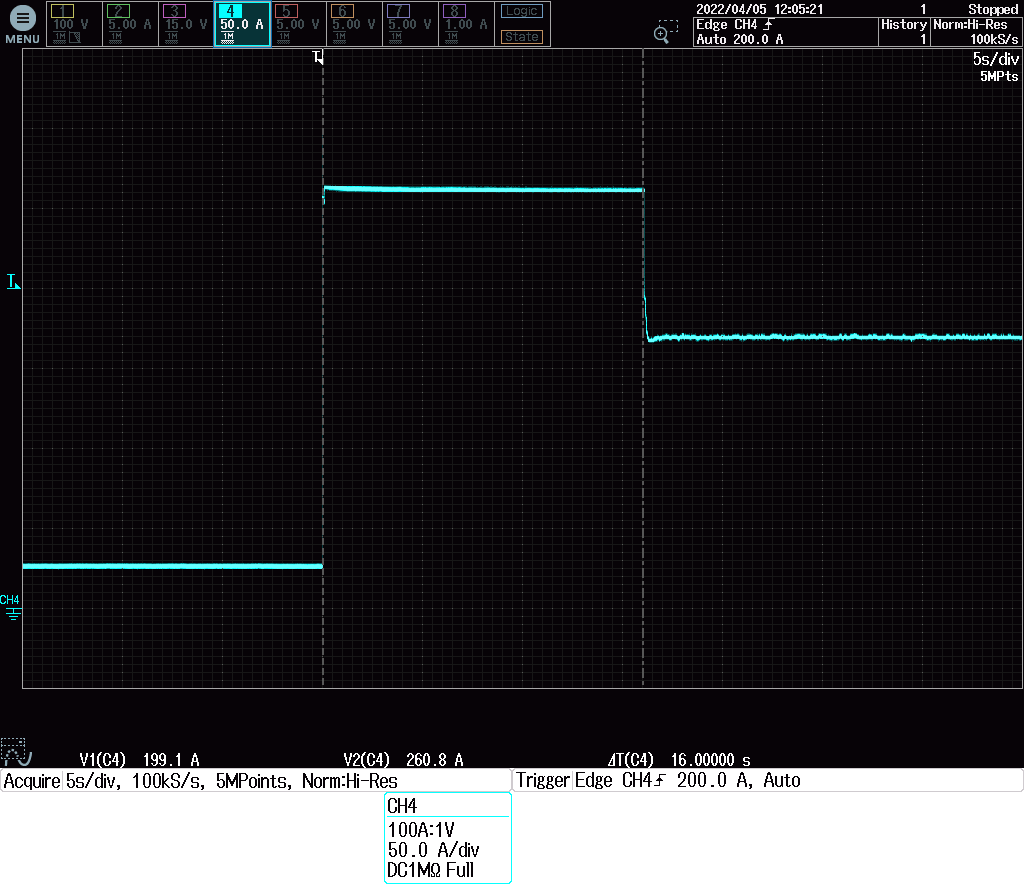 MENU
1 100 V 1M
2 5.00 A 1M
3 15.0 V 1M
4 50.0 A 1M
5 5.00 V 1M
6 5.00 V 1M
7 5.00 V 1M
8 1.00 A 1M
Logic
State
2022/04/05 12:05:21 1 Stopped
Edge CH4 History Norm:Hi-Res
Auto 200.0 A 1 100kS/s
5s/div
5MPts
T
T
CH4
V1(C4) 199.1 A V2(C4) 260.8 A ΔT(C4) 16.00000 s
Acquire 5s/div, 100kS/s, 5MPoints, Norm:Hi-Res Trigger Edge CH4 200.0 A, Auto
CH4
100A:1V
50.0 A/div
DC1MΩ Full